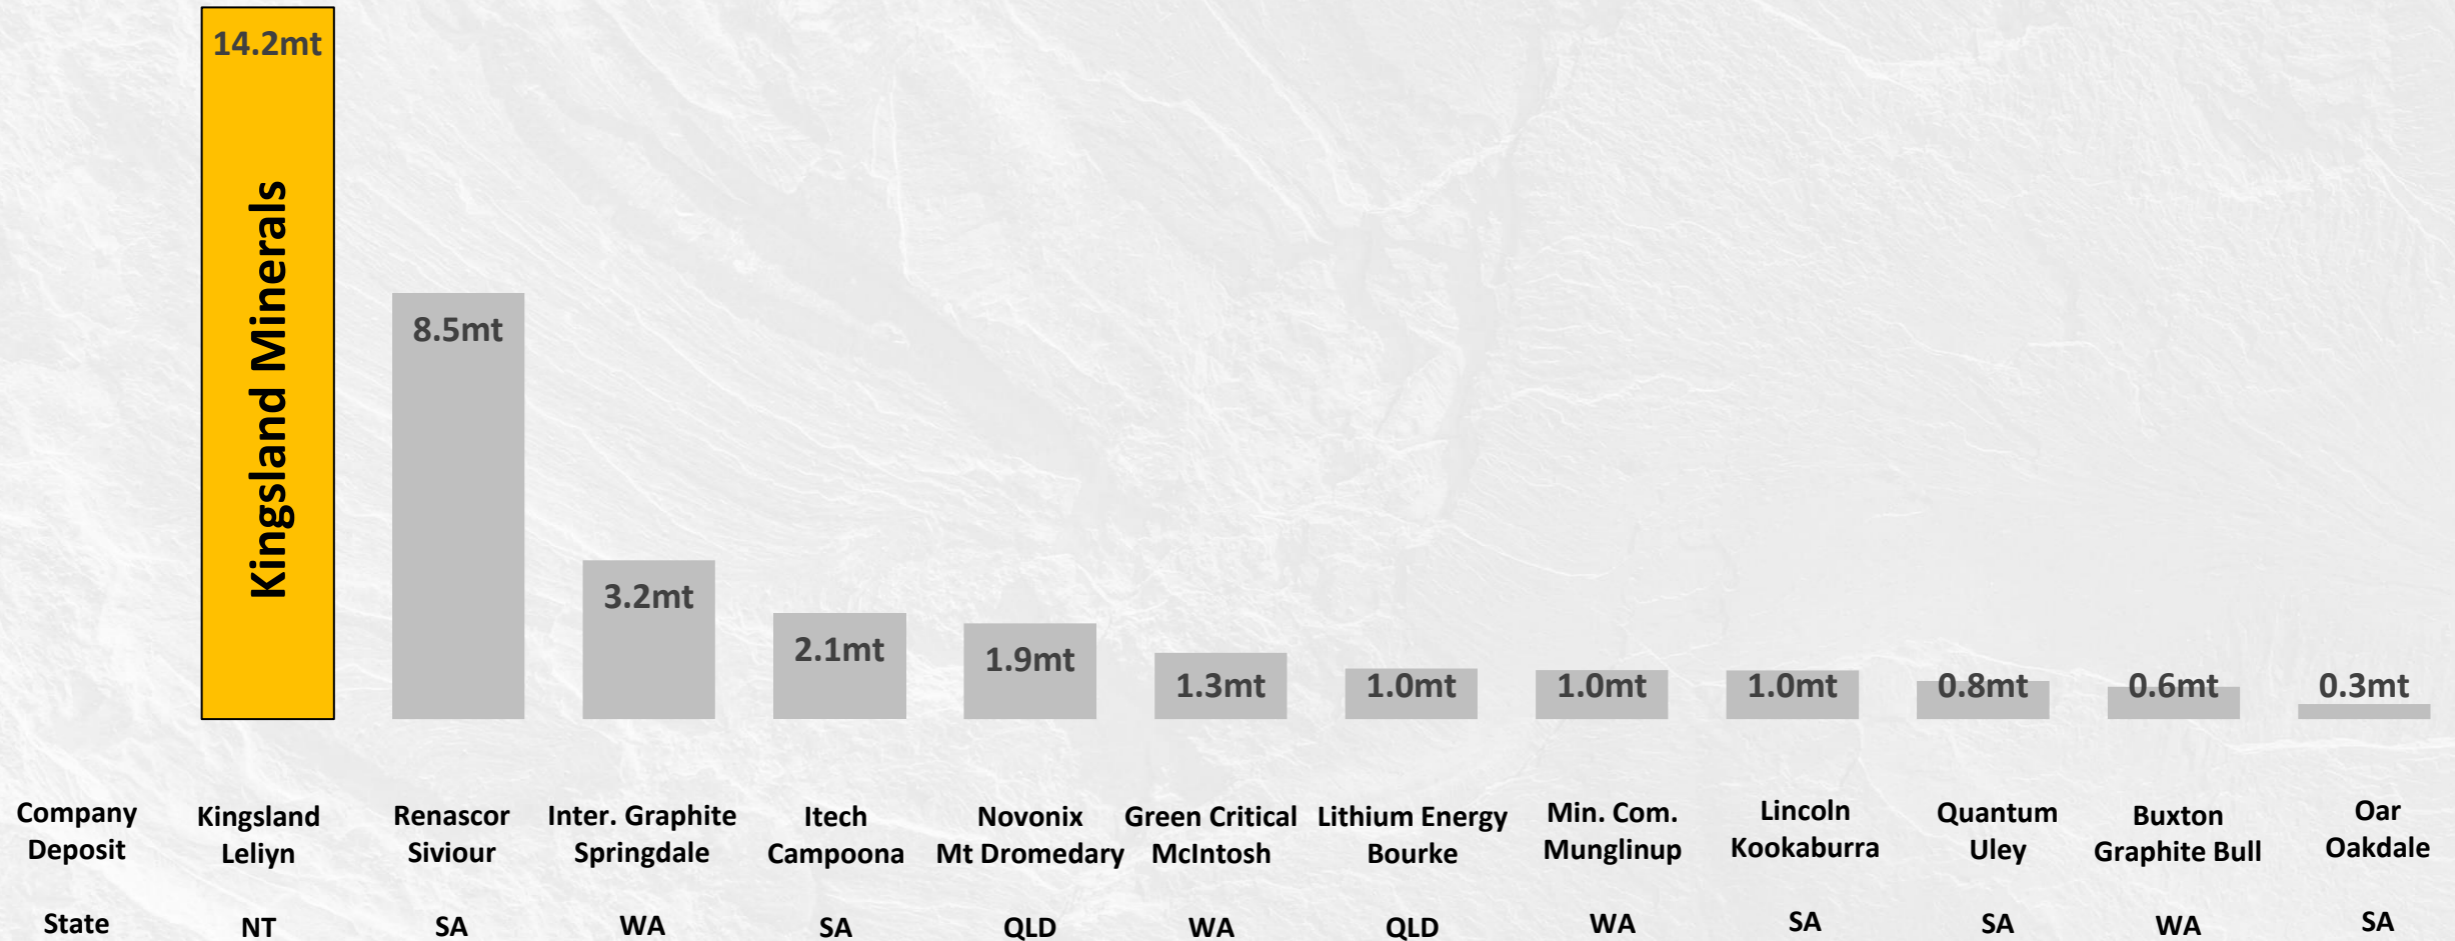 14.2mt
Kingsland Minerals
8.5mt
3.2mt
2.1mt
1.9mt
1.3mt
1.0mt
1.0mt
1.0mt
0.8mt
0.6mt
0.3mt
Company
Deposit
Kingsland
Leliyn
Renascor
Siviour
Inter. Graphite
Springdale
Itech
Campoona
Novonix
Mt Dromedary
Green Critical
McIntosh
Lithium Energy
Bourke
Min. Com.
Munglinup
Lincoln
Kookaburra
Quantum
Uley
Buxton
Graphite Bull
Oar
Oakdale
State
NT
SA
WA
SA
QLD
WA
QLD
WA
SA
SA
WA
SA